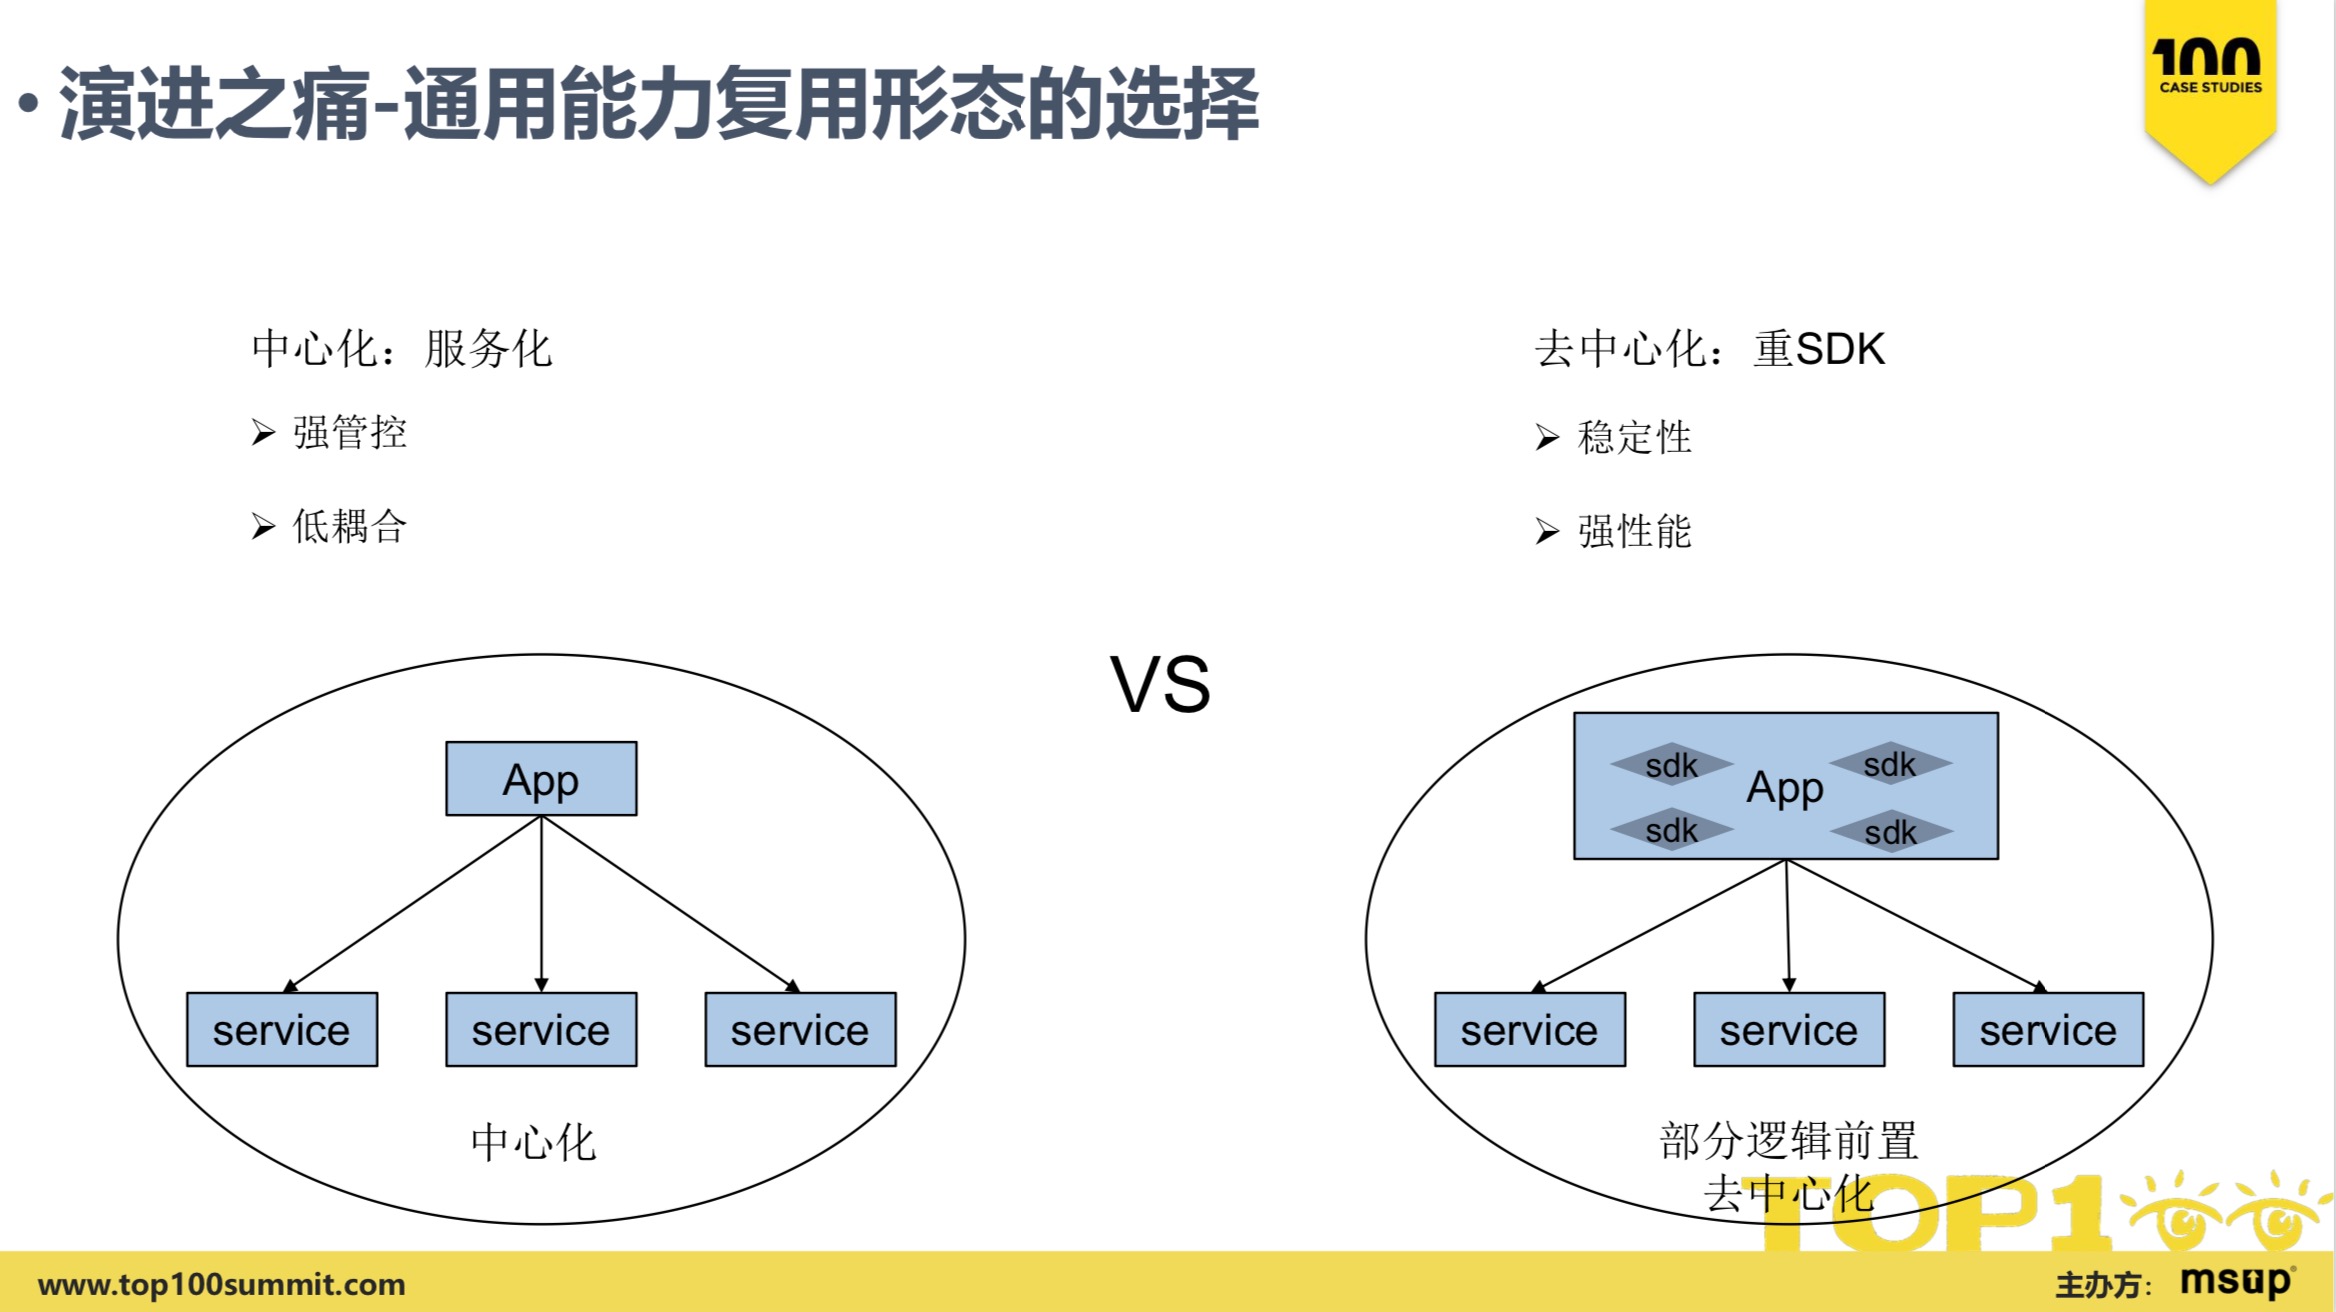 • 演进之痛-通用能力复用形态的选择
100
CASE STUDIES
中心化：服务化
➢ 强管控
➢ 低耦合
去中心化：重SDK
➢ 稳定性
➢ 强性能
VS
App
service
service
service
中心化
sdk
sdk
App
sdk
sdk
service
service
service
部分逻辑前置
去中心化
TOP100
www.top100summit.com
主办方：
msup